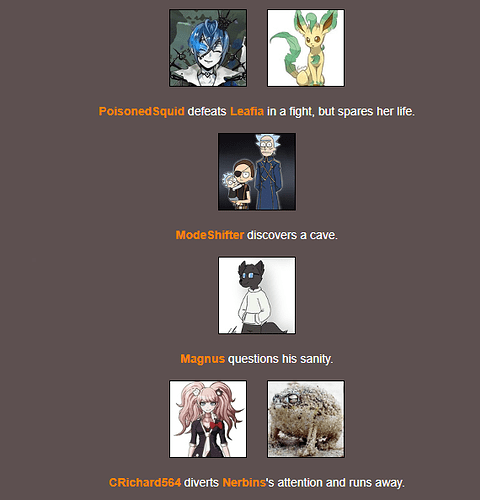 PoisonedSquid defeats Leafia in a fight, but spares her life.
ModeShifter discovers a cave.
Magnus questions his sanity.
CRichard564 diverts Nerbins's attention and runs away.